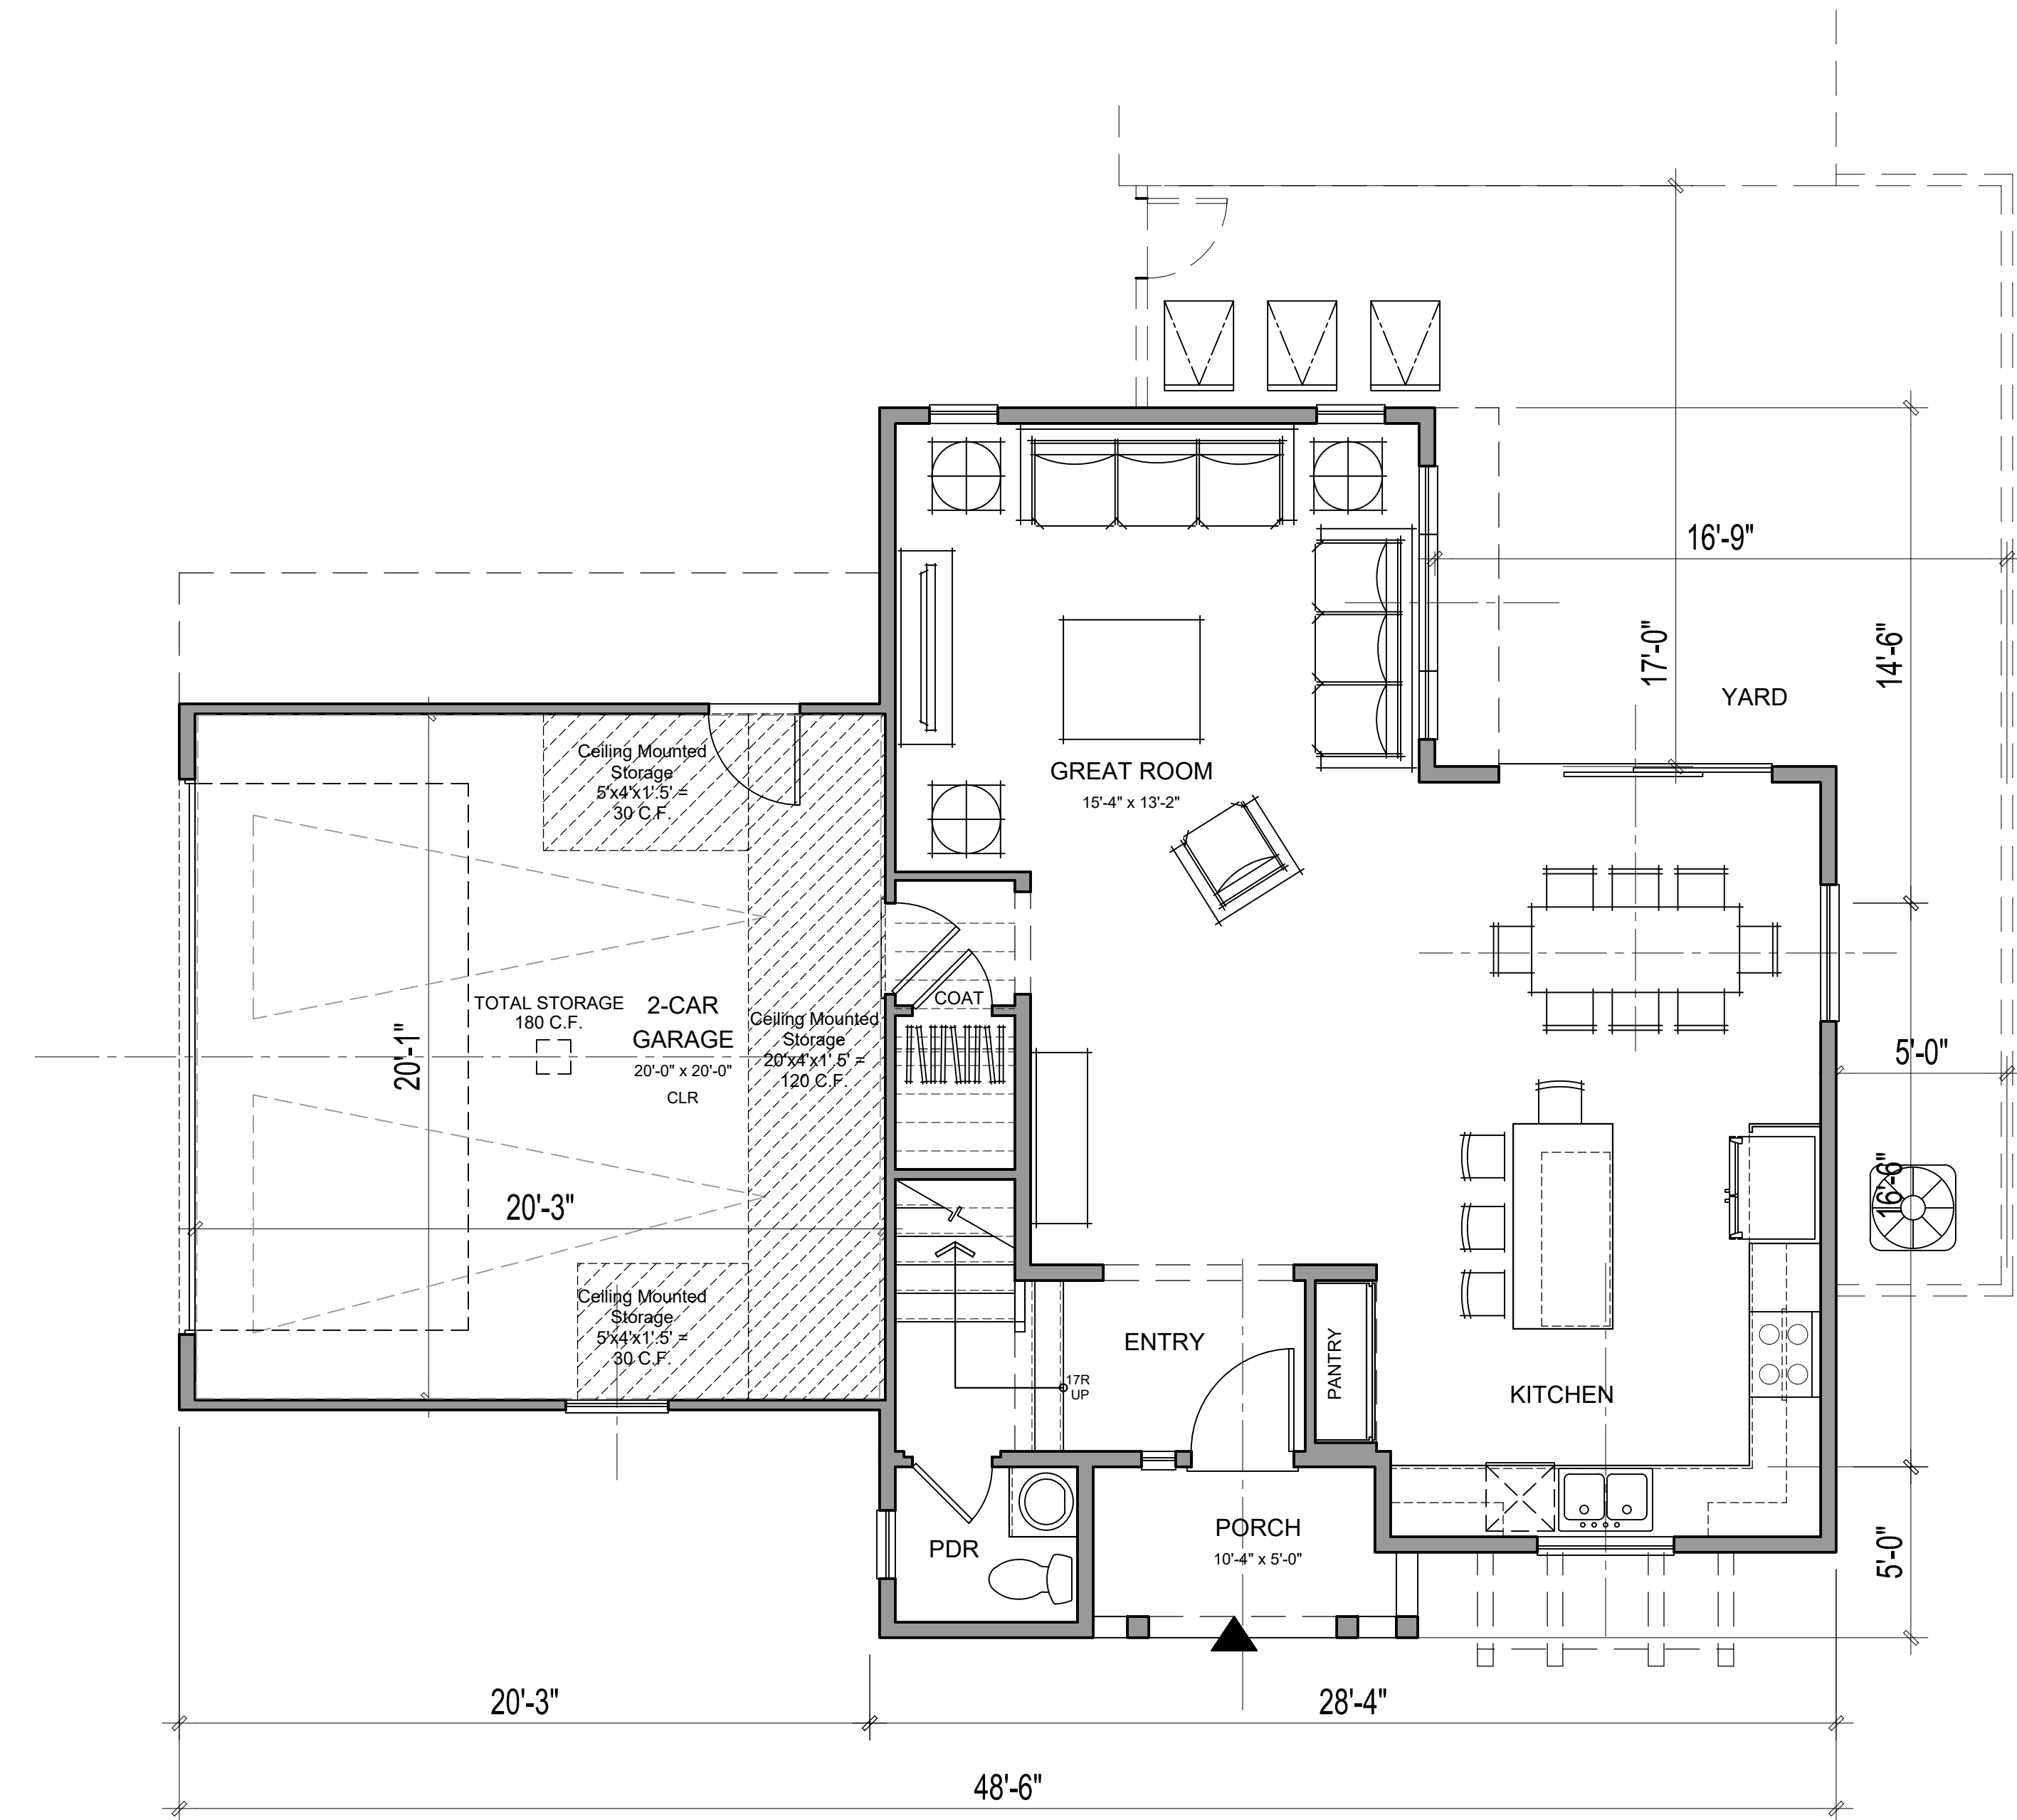 16'-9"
17'-0"
14'-6"
YARD
Ceiling Mounted
Storage
5'x4'x1'.5' =
30 C.F.
GREAT ROOM
15'-4" x 13'-2"
TOTAL STORAGE
180 C.F.
2-CAR
GARAGE
20'-0" x 20'-0"
CLR
20'-1"
Ceiling Mounted
Storage
20'x4'x1'.5' =
120 C.F.
COAT
5'-0"
16'-6"
20'-3"
Ceiling Mounted
Storage
5'x4'x1'.5' =
30 C.F.
ENTRY
17R
UP
PANTRY
KITCHEN
PDR
PORCH
10'-4" x 5'-0"
5'-0"
20'-3"
28'-4"
48'-6"